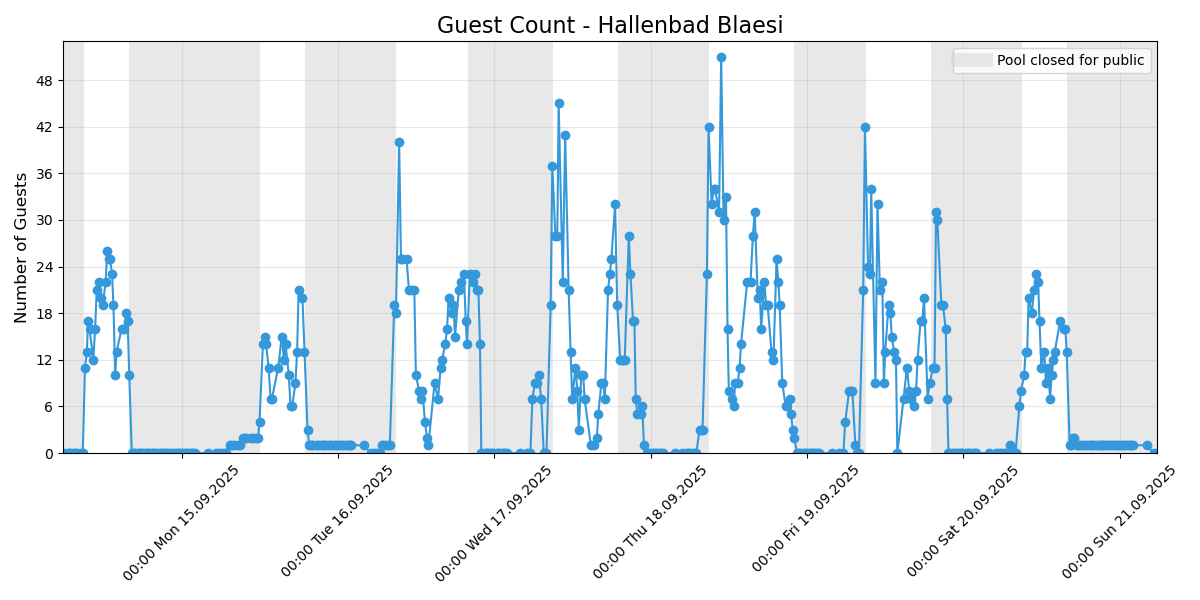 Guest Count - Hallenbad Blaesi
Pool closed for public
Number of Guests
48
42
36
30
24
18
12
6
0
00:00 Mon 15.09.2025
00:00 Tue 16.09.2025
00:00 Wed 17.09.2025
00:00 Thu 18.09.2025
00:00 Fri 19.09.2025
00:00 Sat 20.09.2025
00:00 Sun 21.09.2025